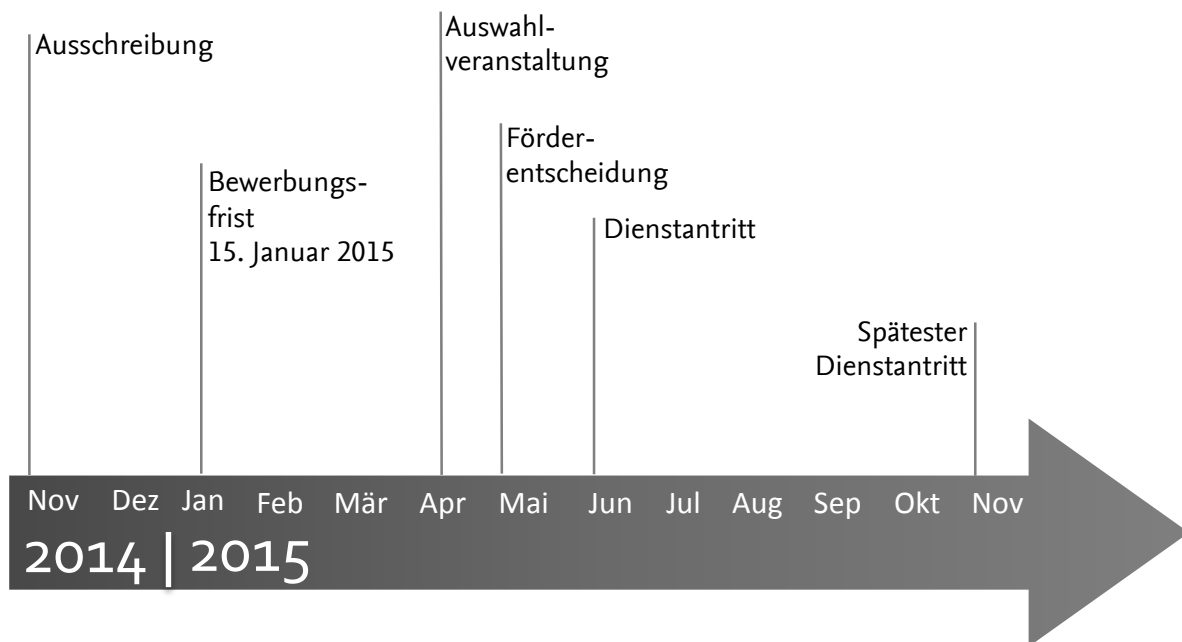 Ausschreibung
Auswahl-
veranstaltung
Förder-
entscheidung
Bewerbungs-
frist
15. Januar 2015
Dienstantritt
Spätester
Dienstantritt
Nov Dez Jan Feb Mär Apr Mai Jun Jul Aug Sep Okt Nov
2014 | 2015